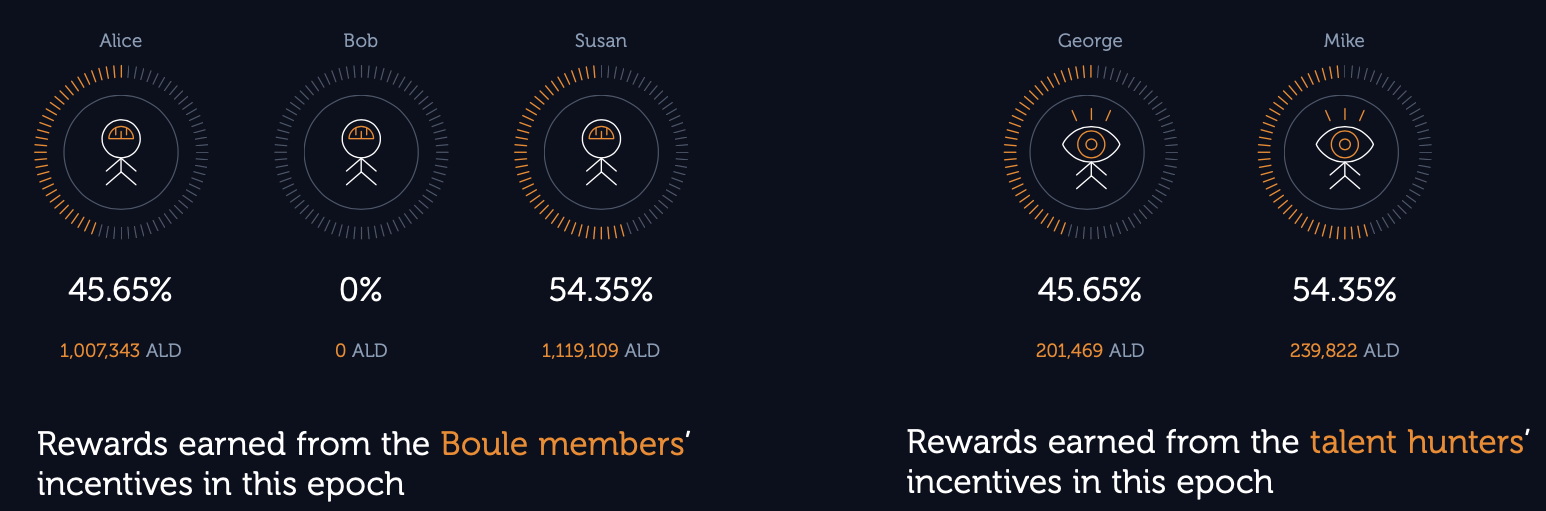 Alice
Bob
Susan
45.65%
0%
54.35%
1,007,343 ALD
0 ALD
1,119,109 ALD
Rewards earned from the Boule members’
incentives in this epoch
George
Mike
45.65%
54.35%
201,469 ALD
239,822 ALD
Rewards earned from the talent hunters’
incentives in this epoch